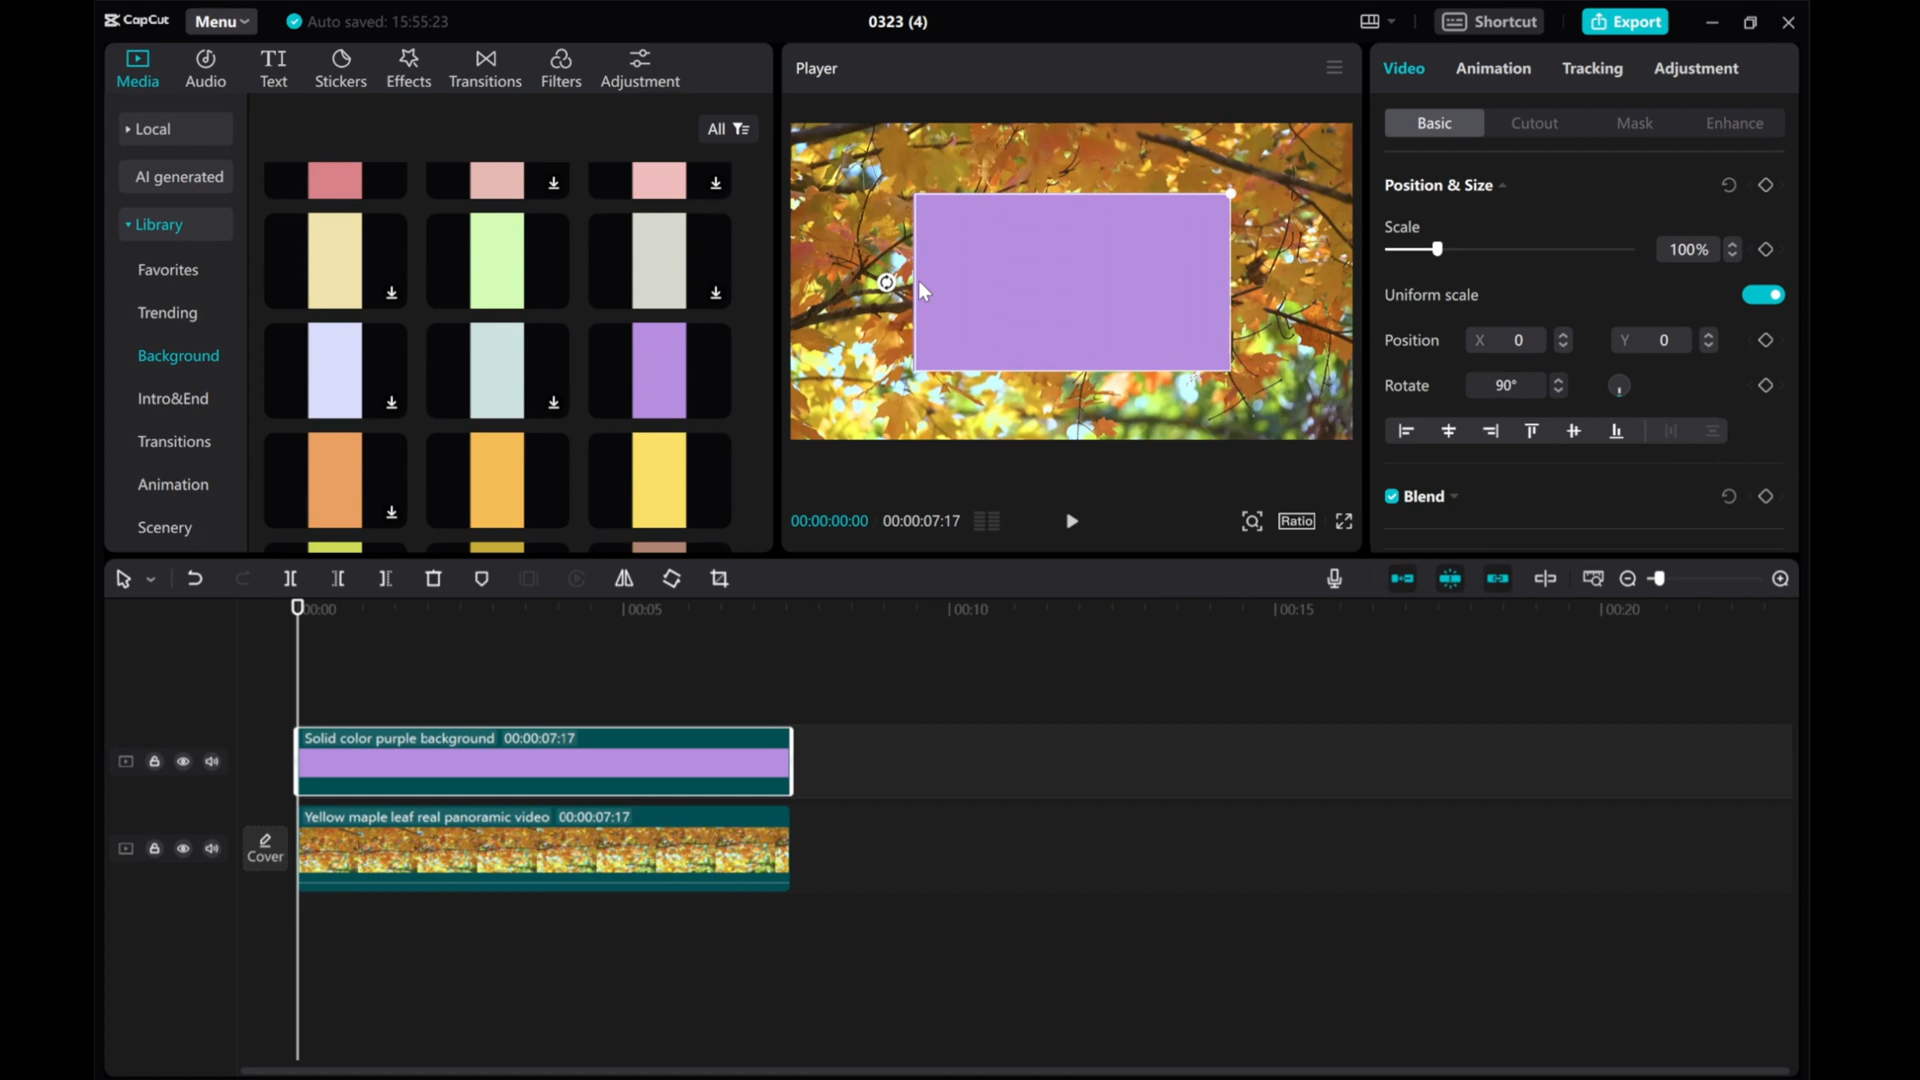 CapCut Menu Auto saved: 15:55:23 0323 (4) Shortcut Export
Media Audio Text Stickers Effects Transitions Filters Adjustment
Local
AI generated
Library
Favorites
Trending
Background
Intro&End
Transitions
Animation
Scenery
All
Player
00:00:00:00 00:00:07:17
Ratio
Video Animation Tracking Adjustment
Basic Cutout Mask Enhance
Position & Size
Scale
100%
Uniform scale
Position X 0 Y 0
Rotate 90°
Blend
00:00 00:05 00:10 00:15 00:20
Solid color purple background 00:00:07:17
Yellow maple leaf real panoramic video 00:00:07:17
Cover